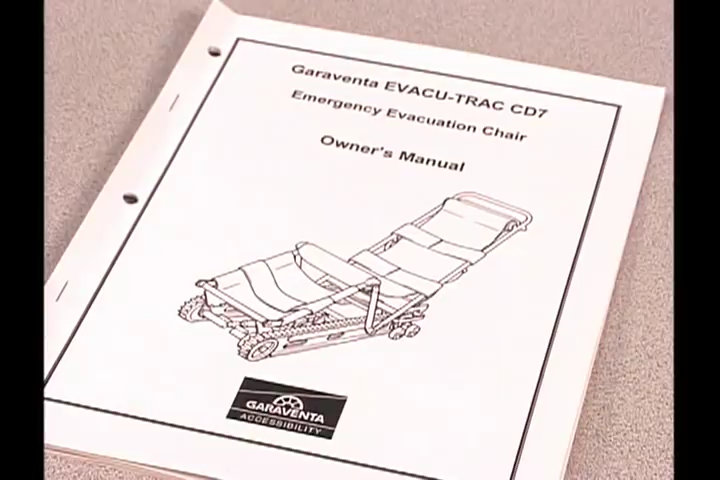 Garaventa EVACU-TRAC CD7
Emergency Evacuation Chair
Owner's Manual
GARAVENTA
ACCESSIBILITY